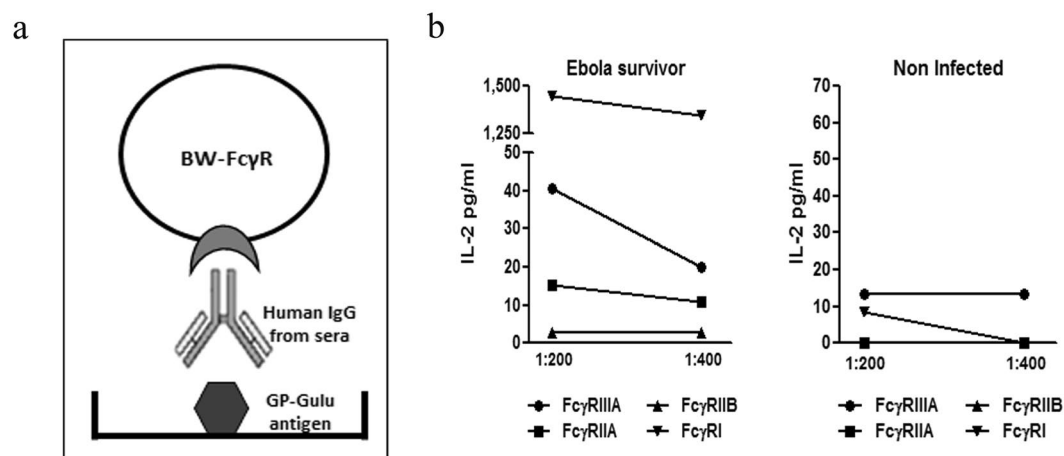 a
BW-FcγR
Human IgG
from sera
GP-Gulu
antigen
b
Ebola survivor
IL-2 pg/ml
1,500
1,250
50
40
30
20
10
0
1:200 1:400
FcγRIIIA FcγRIIB
FcγRIIA FcγRI
Non Infected
IL-2 pg/ml
70
60
50
40
30
20
10
0
1:200 1:400
FcγRIIIA FcγRIIB
FcγRIIA FcγRI